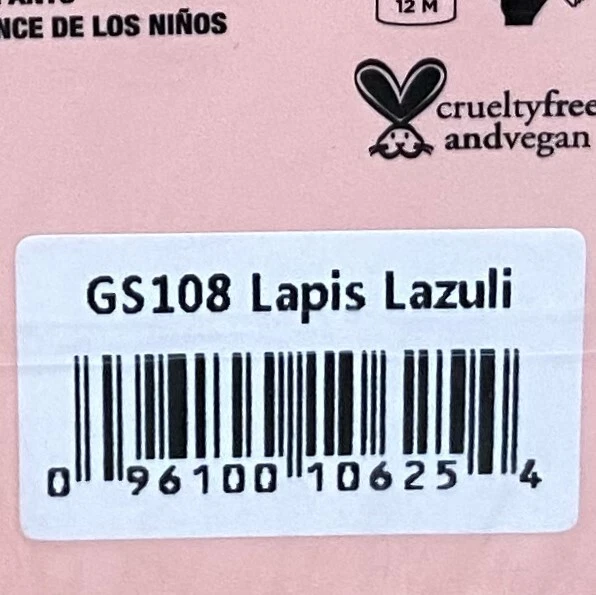 NCE DE LOS NIÑOS
12 M
crueltyfree
andvegan
GS108 Lapis Lazuli
0 96100 10625 4